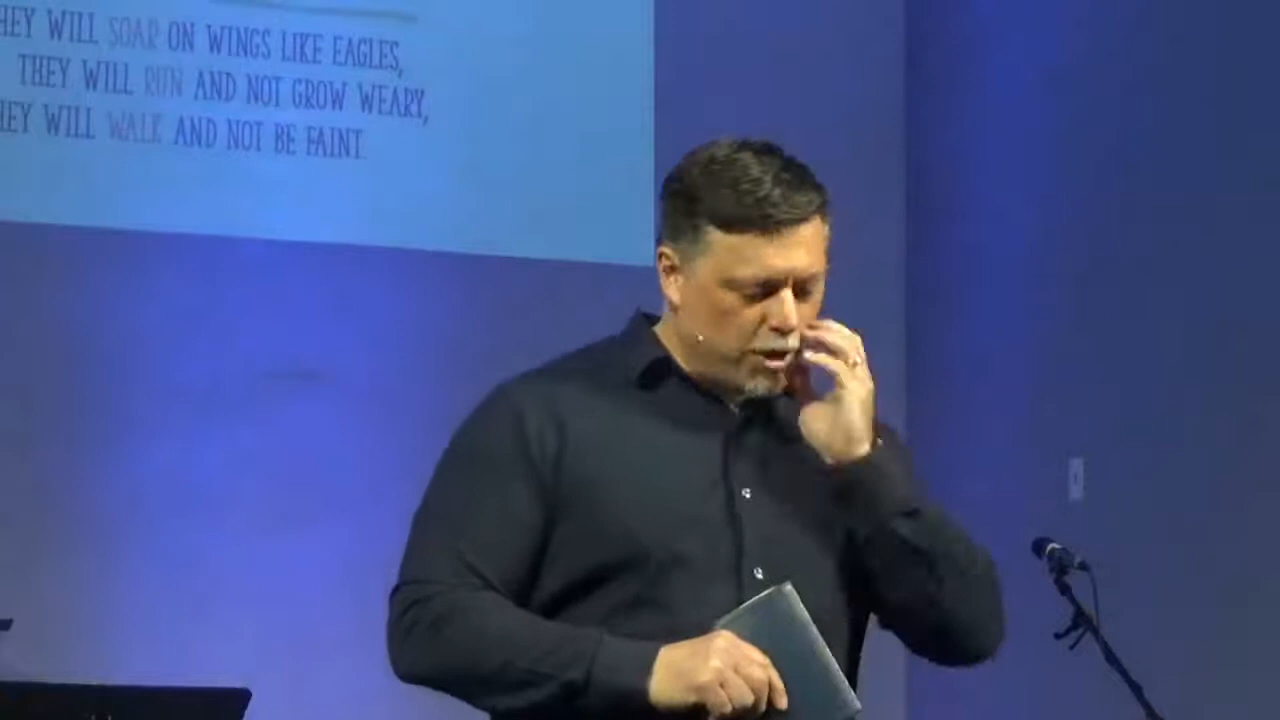 HEY WILL SOAR ON WINGS LIKE EAGLES,
THEY WILL RUN AND NOT GROW WEARY,
HEY WILL WALK AND NOT BE FAINT.